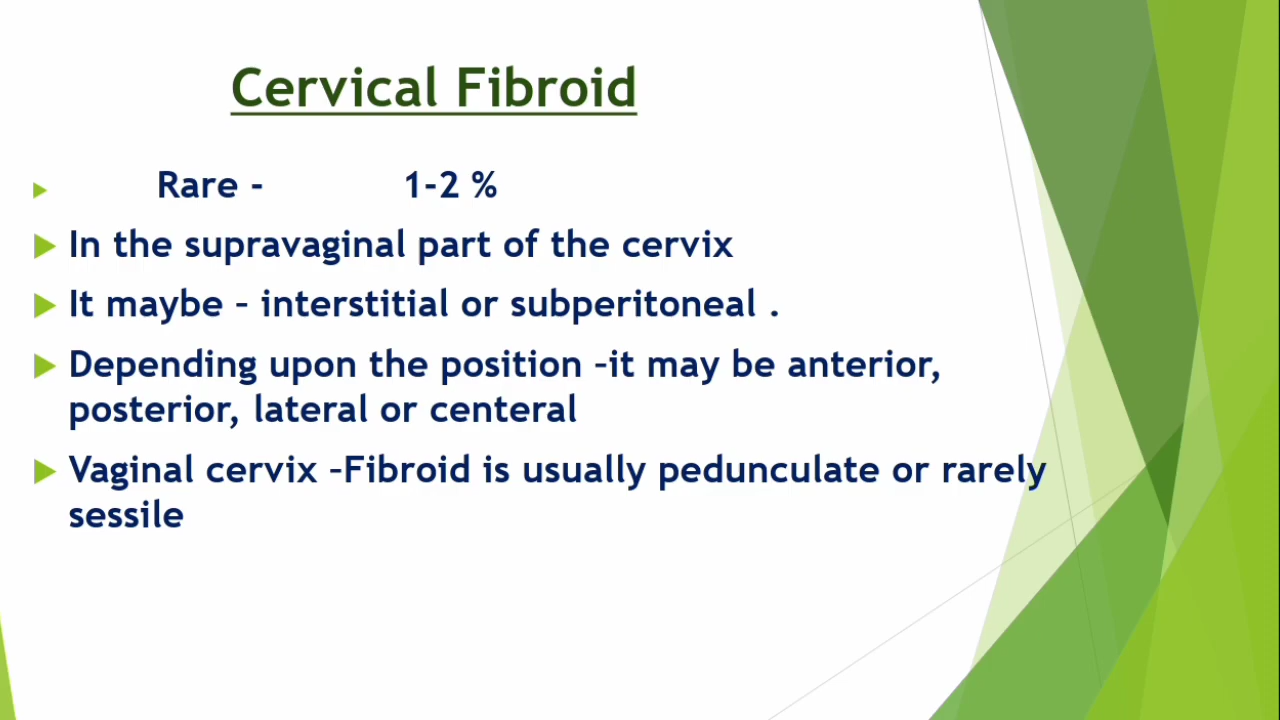 Cervical Fibroid
Rare - 1-2 %
In the supravaginal part of the cervix
It maybe – interstitial or subperitoneal .
Depending upon the position –it may be anterior,
posterior, lateral or centeral
Vaginal cervix –Fibroid is usually pedunculate or rarely
sessile